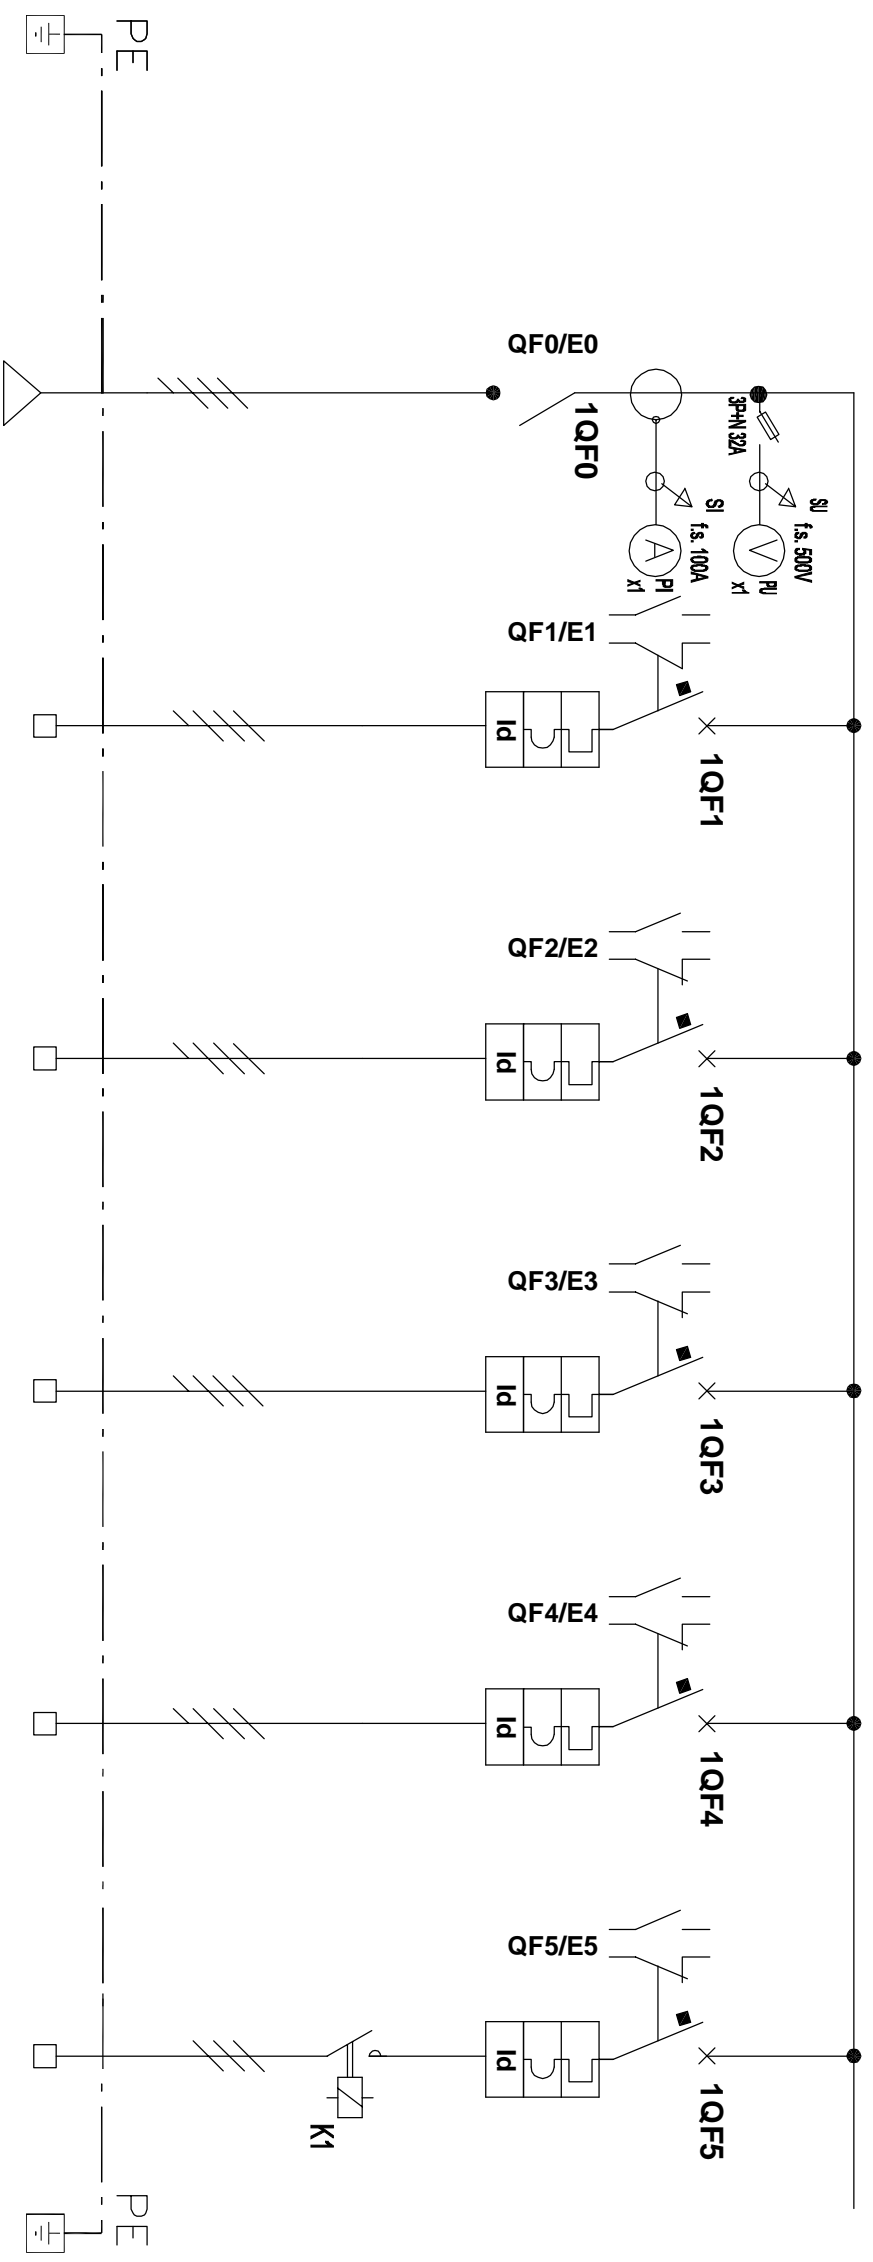 PE
QF0/E0
1QF0
3P+N 32A
SU
f.s. 500V
V
PU
x1
SI
f.s. 100A
A
PI
x1
QF1/E1
Id
1QF1
QF2/E2
Id
1QF2
QF3/E3
Id
1QF3
QF4/E4
Id
1QF4
QF5/E5
Id
1QF5
K1
PE